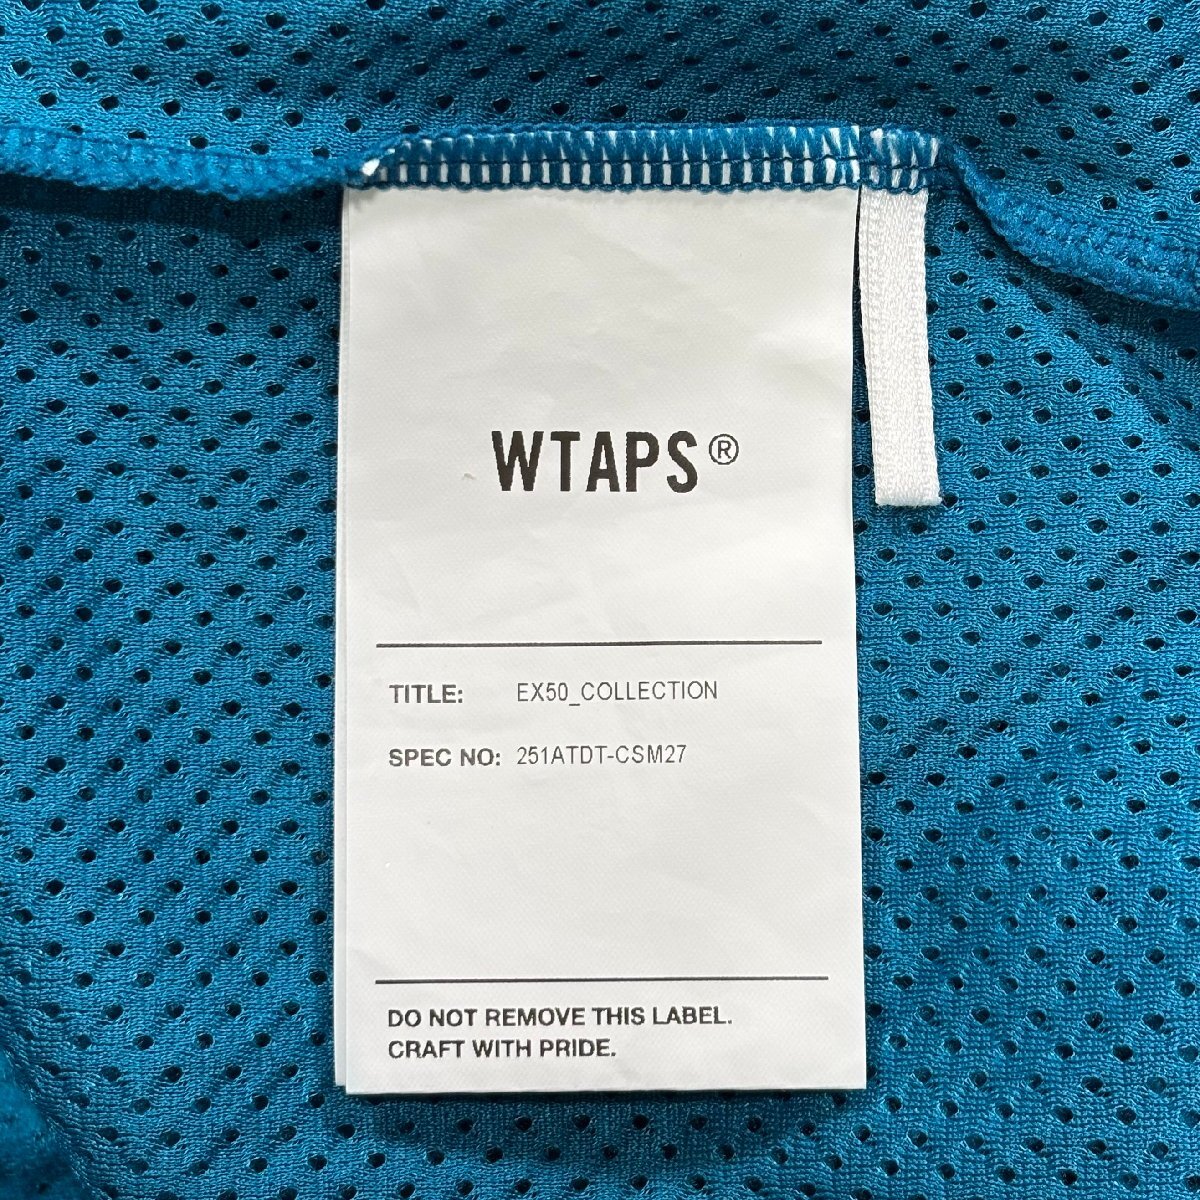 WTAPS®
TITLE: EX50_COLLECTION
SPEC NO: 251ATDT-CSM27
DO NOT REMOVE THIS LABEL.
CRAFT WITH PRIDE.